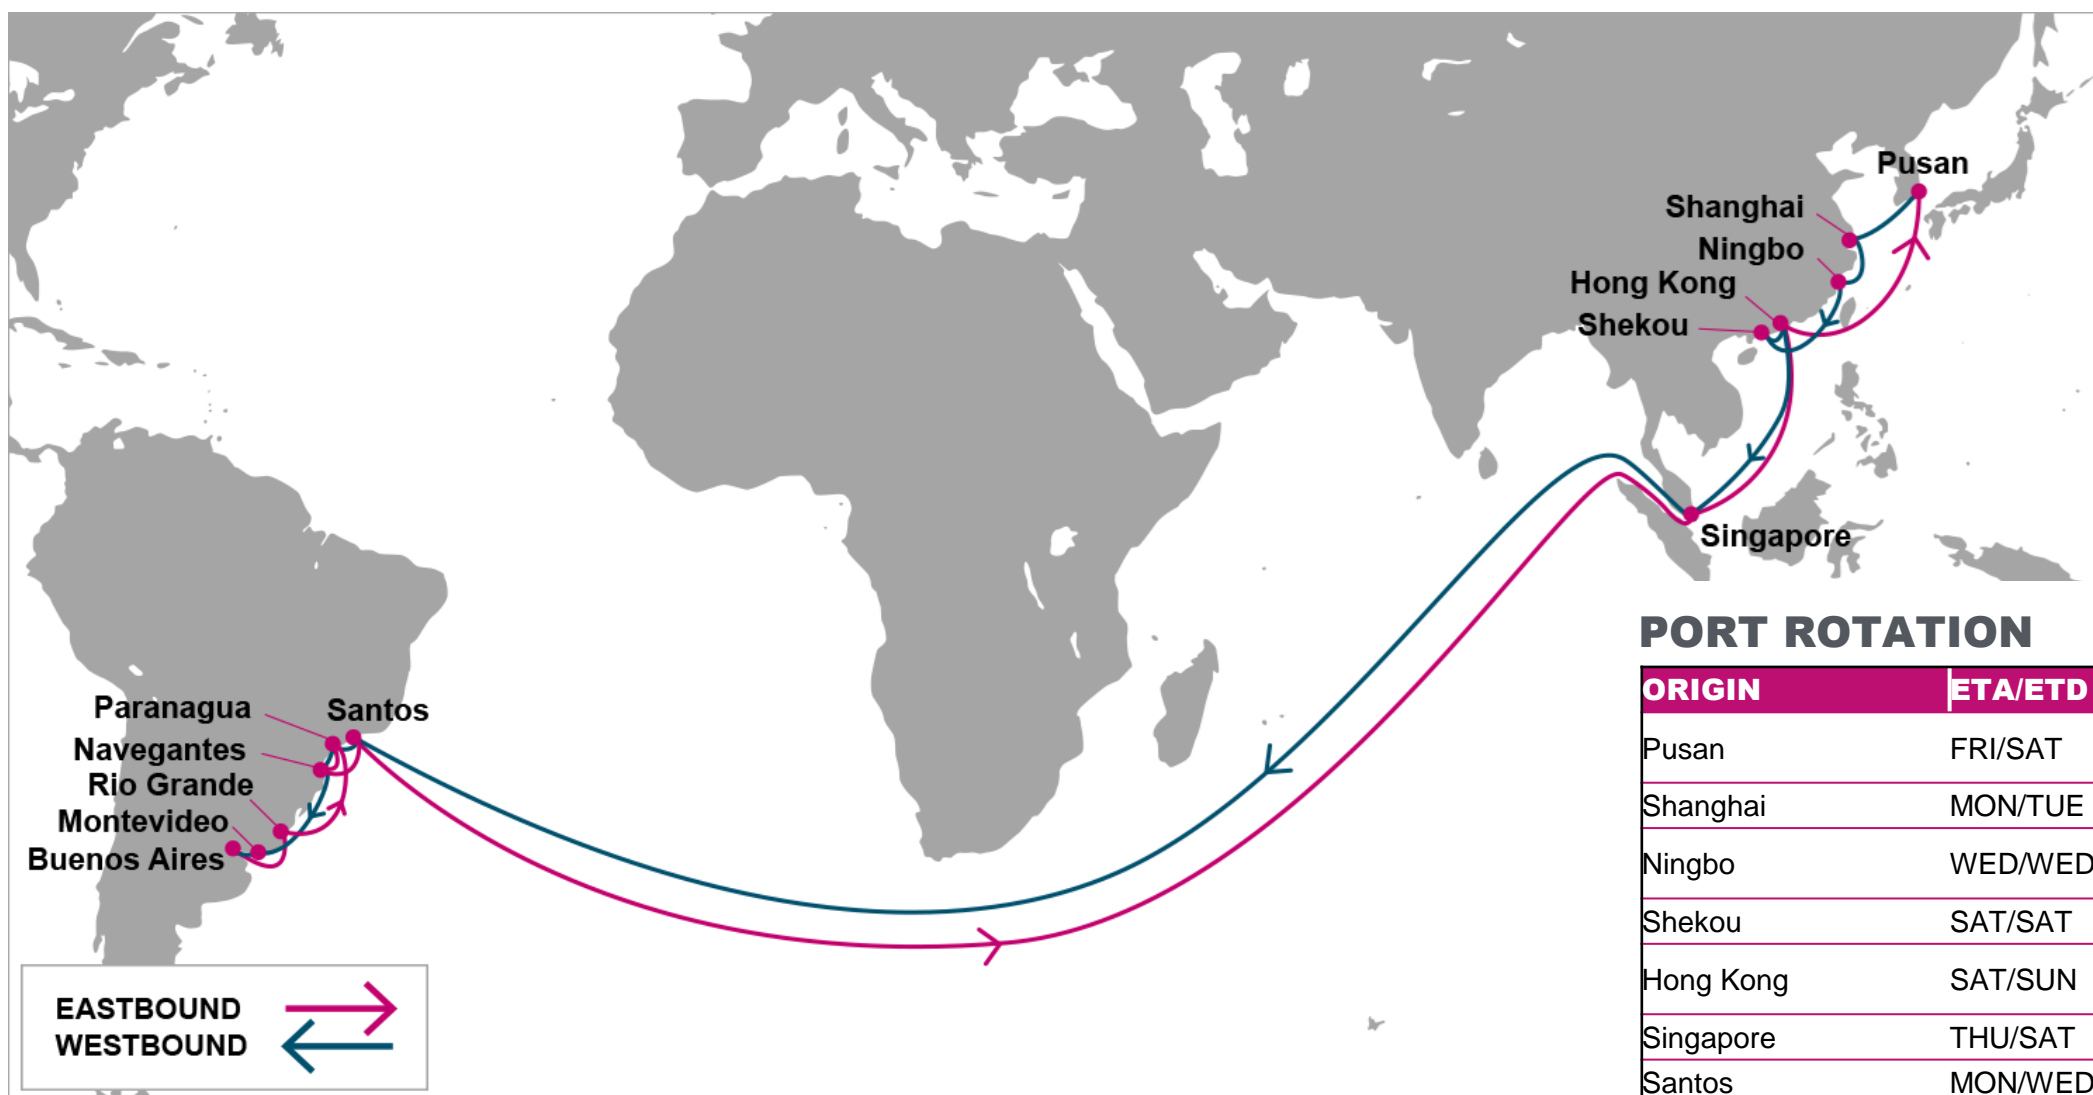 Pusan
Shanghai
Ningbo
Hong Kong
Shekou
Singapore
Paranagua
Santos
Navegantes
Rio Grande
Montevideo
Buenos Aires
EASTBOUND
WESTBOUND
PORT ROTATION
ORIGIN ETA/ETD
Pusan FRI/SAT
Shanghai MON/TUE
Ningbo WED/WED
Shekou SAT/SAT
Hong Kong SAT/SUN
Singapore THU/SAT
Santos MON/WED